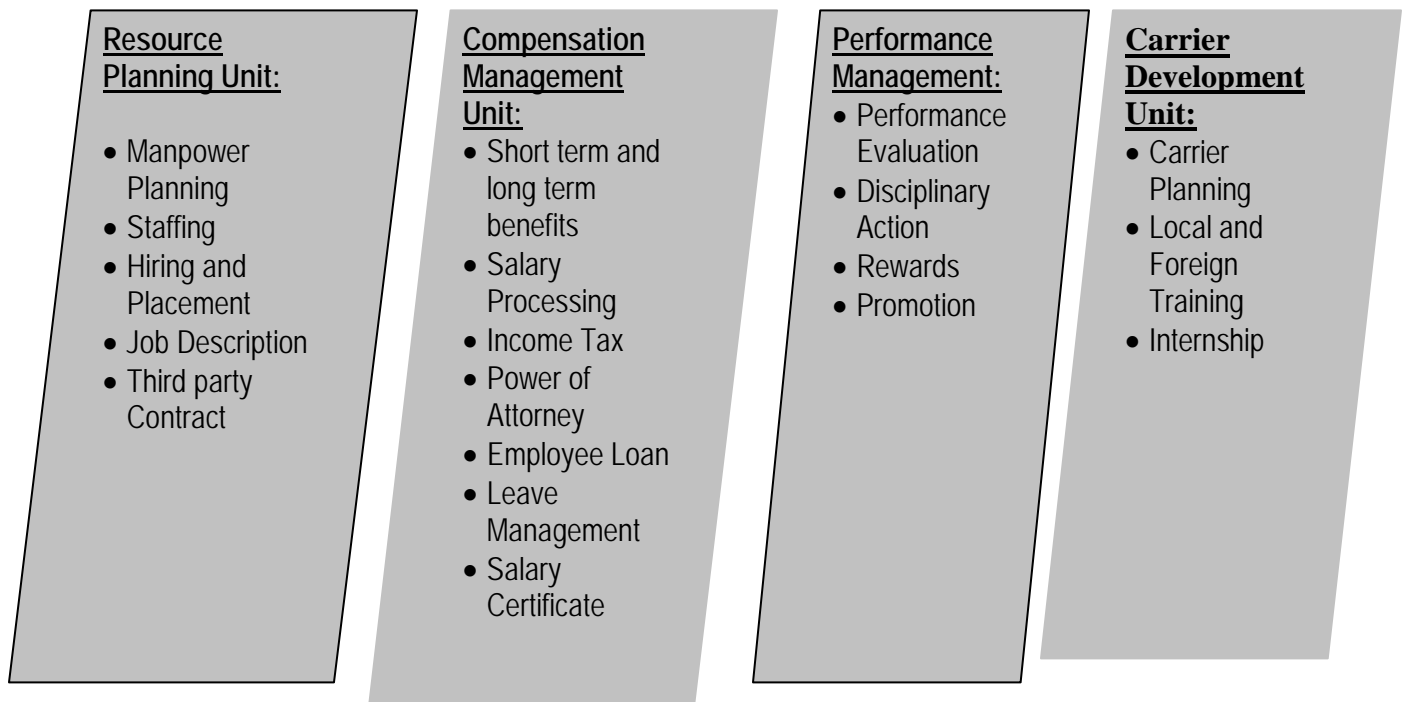 Resource
Planning Unit:
• Manpower
Planning
• Staffing
• Hiring and
Placement
• Job Description
• Third party
Contract
Compensation
Management
Unit:
• Short term and
long term
benefits
• Salary
Processing
• Income Tax
• Power of
Attorney
• Employee Loan
• Leave
Management
• Salary
Certificate
Performance
Management:
• Performance
Evaluation
• Disciplinary
Action
• Rewards
• Promotion
Carrier
Development
Unit:
• Carrier
Planning
• Local and
Foreign
Training
• Internship